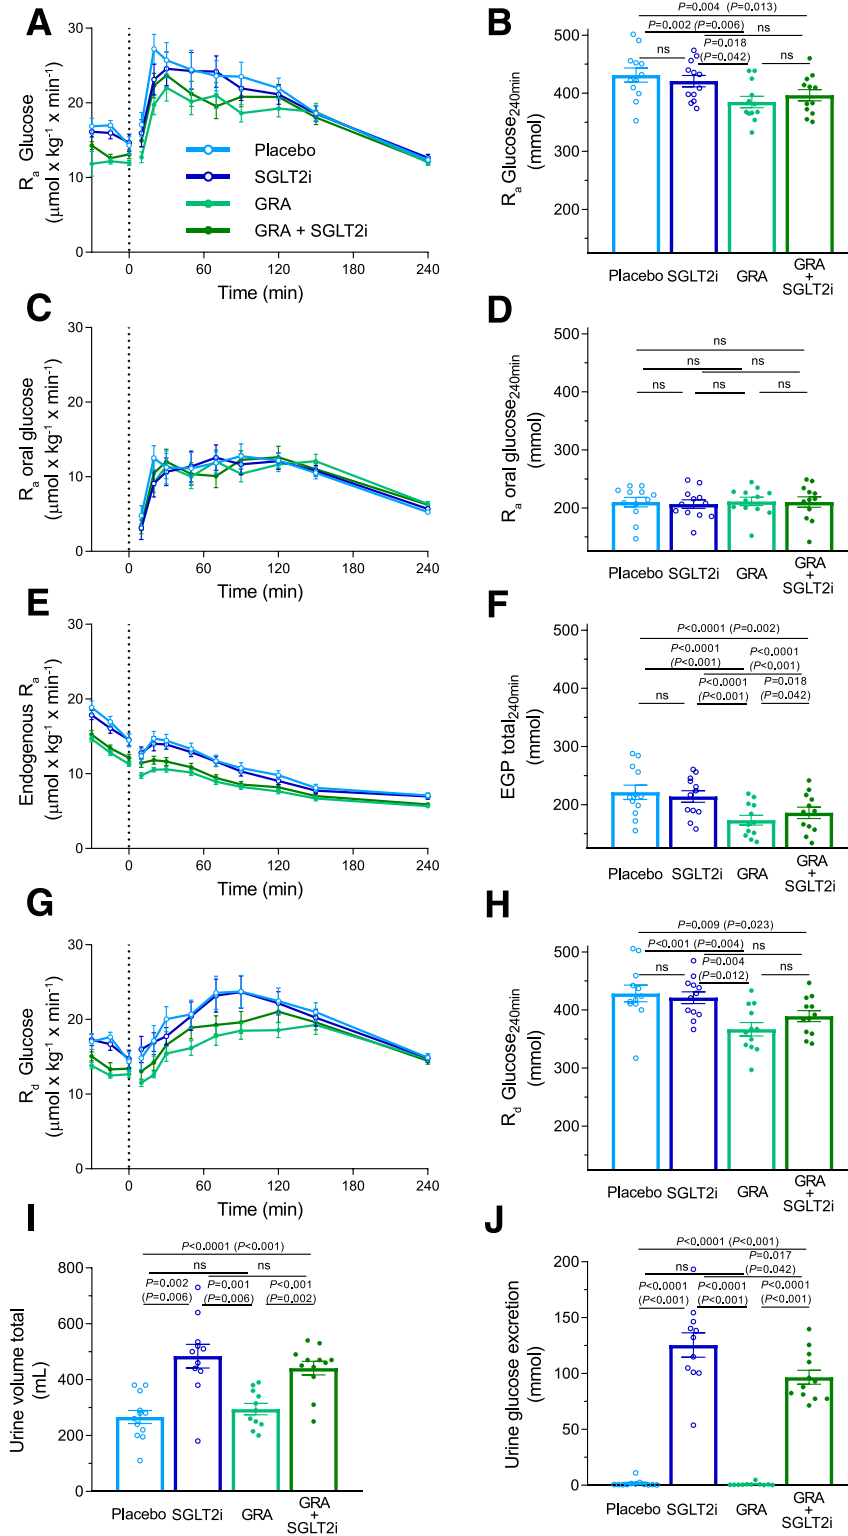 A
Ra Glucose
(µmol x kg-1 x min-1)
30
20
10
0
0
60
120
180
240
Time (min)
Placebo
SGLT2i
GRA
GRA + SGLT2i
B
Ra Glucose240min
(mmol)
500
400
300
200
P=0.004 (P=0.013)
P=0.002 (P=0.006)
ns
ns
P=0.018
(P=0.042)
ns
Placebo
SGLT2i
GRA
GRA
+
SGLT2i
C
Ra oral glucose
(µmol x kg-1 x min-1)
30
20
10
0
0
60
120
180
240
Time (min)
D
Ra oral glucose240min
(mmol)
500
400
300
200
ns
ns
ns
ns
ns
ns
Placebo
SGLT2i
GRA
GRA
+
SGLT2i
E
Endogenous Ra
(µmol x kg-1 x min-1)
30
20
10
0
0
60
120
180
240
Time (min)
F
EGP total240min
(mmol)
500
400
300
200
P<0.0001 (P=0.002)
P<0.0001
(P<0.001)
P<0.0001
(P<0.001)
ns
P<0.0001
(P<0.001)
P=0.018
(P=0.042)
Placebo
SGLT2i
GRA
GRA
+
SGLT2i
G
Rd Glucose
(µmol x kg-1 x min-1)
30
20
10
0
0
60
120
180
240
Time (min)
H
Rd Glucose240min
(mmol)
500
400
300
200
P=0.009 (P=0.023)
P<0.001 (P=0.004)
ns
ns
P=0.004
(P=0.012)
ns
Placebo
SGLT2i
GRA
GRA
+
SGLT2i
I
Urine volume total
(mL)
800
600
400
200
0
P<0.0001 (P<0.001)
ns
ns
P=0.002
(P=0.006)
P=0.001
(P=0.006)
P<0.001
(P=0.002)
Placebo
SGLT2i
GRA
GRA
+
SGLT2i
J
Urine glucose excretion
(mmol)
200
150
100
50
0
P<0.0001 (P<0.001)
ns
P=0.017
(P=0.042)
P<0.0001
(P<0.001)
P<0.0001
(P<0.001)
P<0.0001
(P<0.001)
Placebo
SGLT2i
GRA
GRA
+
SGLT2i